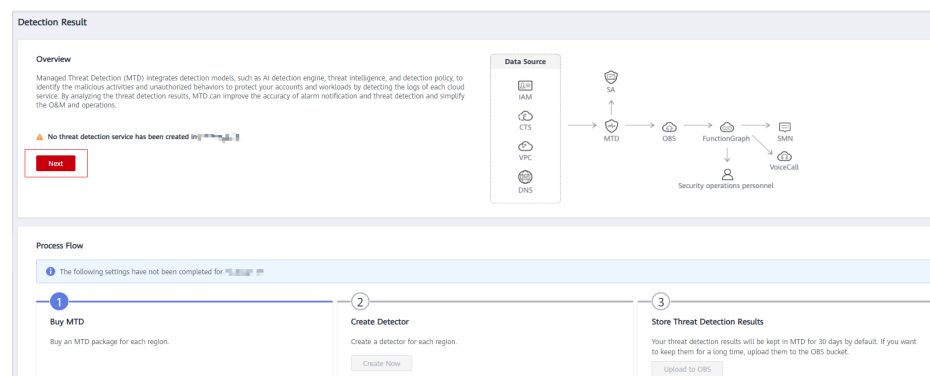 Detection Result
Overview
Managed Threat Detection (MTD) integrates detection models, such as AI detection engine, threat intelligence, and detection policy, to
identify the malicious activities and unauthorized behaviors to protect your accounts and workloads by detecting the logs of each cloud
service. By analyzing the threat detection results, MTD can improve the accuracy of alarm notification and threat detection and simplify
the O&M and operations.
No threat detection service has been created in
Next
Data Source
IAM
CTS
VPC
DNS
SA
MTD
OBS
FunctionGraph
SMN
VoiceCall
Security operations personnel
Process Flow
The following settings have not been completed for
1
Buy MTD
Buy an MTD package for each region.
2
Create Detector
Create a detector for each region.
Create Now
3
Store Threat Detection Results
Your threat detection results will be kept in MTD for 30 days by default. If you want
to keep them for a long time, upload them to the OBS bucket.
Upload to OBS